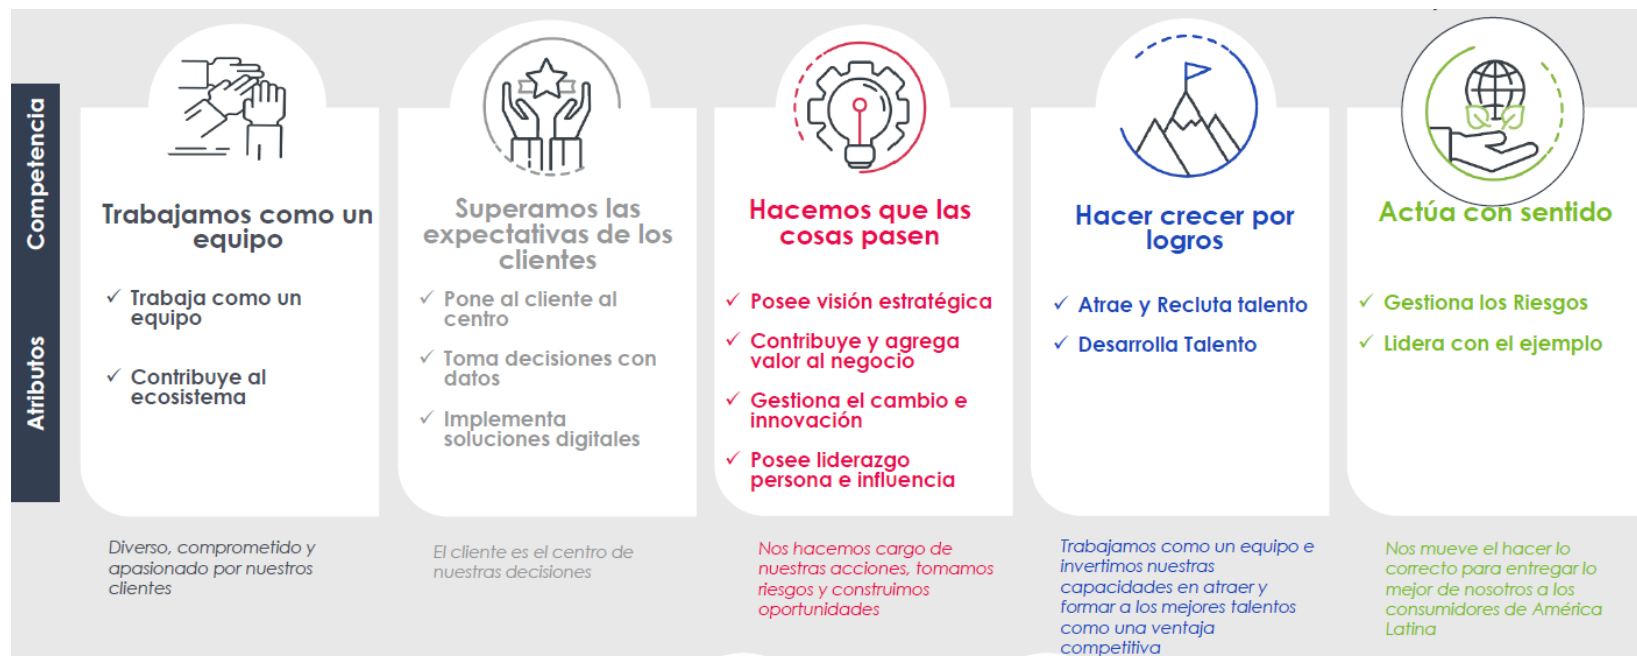 Competencia
Atributos
Trabajamos como un
equipo
✓ Trabaja como un
equipo
✓ Contribuye al
ecosistema
Diverso, comprometido y
apasionado por nuestros
clientes
Superamos las
expectativas de los
clientes
✓ Pone al cliente al
centro
✓ Toma decisiones con
datos
✓ Implementa
soluciones digitales
El cliente es el centro de
nuestras decisiones
Hacemos que las
cosas pasen
✓ Posee visión estratégica
✓ Contribuye y agrega
valor al negocio
✓ Gestiona el cambio e
innovación
✓ Posee liderazgo
persona e influencia
Nos hacemos cargo de
nuestras acciones, tomamos
riesgos y construimos
oportunidades
Hacer crecer por
logros
✓ Atrae y Recluta talento
✓ Desarrolla Talento
Trabajamos como un equipo e
invertimos nuestras
capacidades en atraer y
formar a los mejores talentos
como una ventaja
competitiva
Actúa con sentido
✓ Gestiona los Riesgos
✓ Lidera con el ejemplo
Nos mueve el hacer lo
correcto para entregar lo
mejor de nosotros a los
consumidores de América
Latina